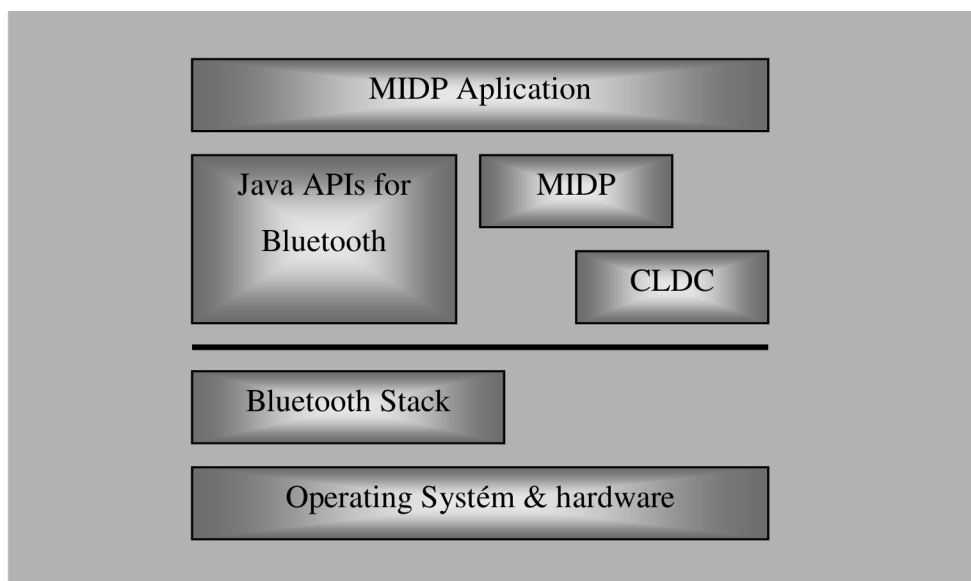 MIDP Aplication
Java APIs for
Bluetooth
MIDP
CLDC
Bluetooth Stack
Operating Systém & hardware